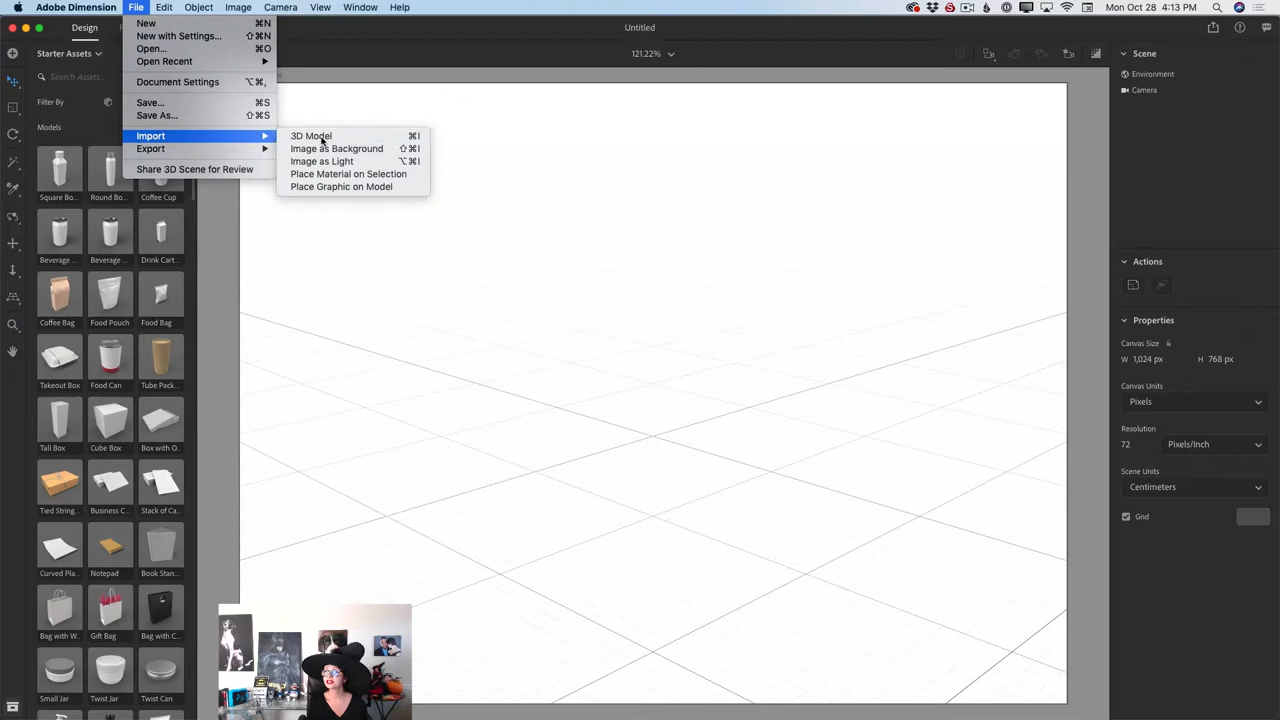 Adobe Dimension File Edit Object Image Camera View Window Help
Mon Oct 28 4:13 PM
Design
Untitled
Starter Assets
121.22%
Search Assets...
Filter By
Models
Square Bo...
Round Bo...
Coffee Cup
Beverage ...
Beverage ...
Drink Cart...
Coffee Bag
Food Pouch
Food Bag
Takeout Box
Food Can
Tube Pack...
Tall Box
Cube Box
Box with O...
Tied String...
Business C...
Stack of Ca...
Curved Pla...
Notepad
Book Stan...
Bag with W...
Gift Bag
Bag with C...
Small Jar
Twist Jar
Twist Can
New ⌘N
New with Settings... ⇧⌘N
Open... ⌘O
Open Recent
Document Settings ⌥⌘,
Save... ⌘S
Save As... ⇧⌘S
Import
Export
Share 3D Scene for Review
3D Model ⌘I
Image as Background ⇧⌘I
Image as Light ⌥⌘I
Place Material on Selection
Place Graphic on Model
Scene
Environment
Camera
Actions
Properties
Canvas Size
W 1,024 px H 768 px
Canvas Units
Pixels
Resolution
72 Pixels/Inch
Scene Units
Centimeters
Grid